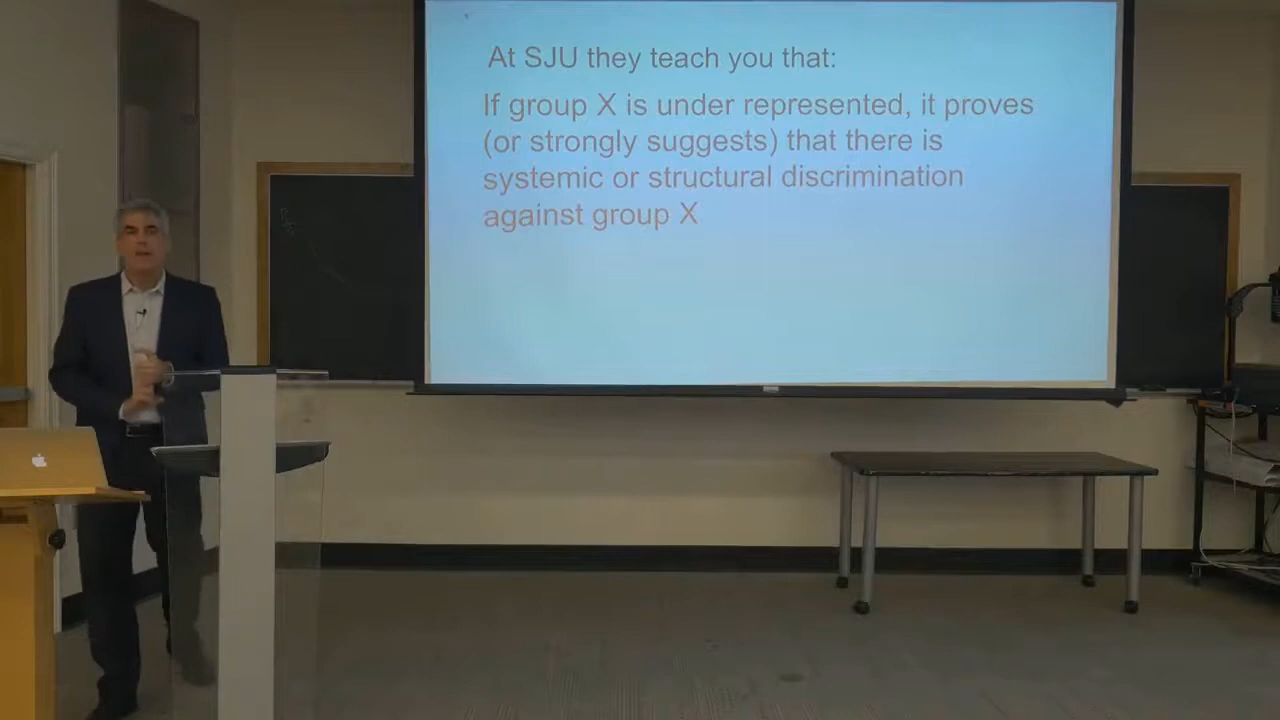 At SJU they teach you that:
If group X is under represented, it proves
(or strongly suggests) that there is
systemic or structural discrimination
against group X